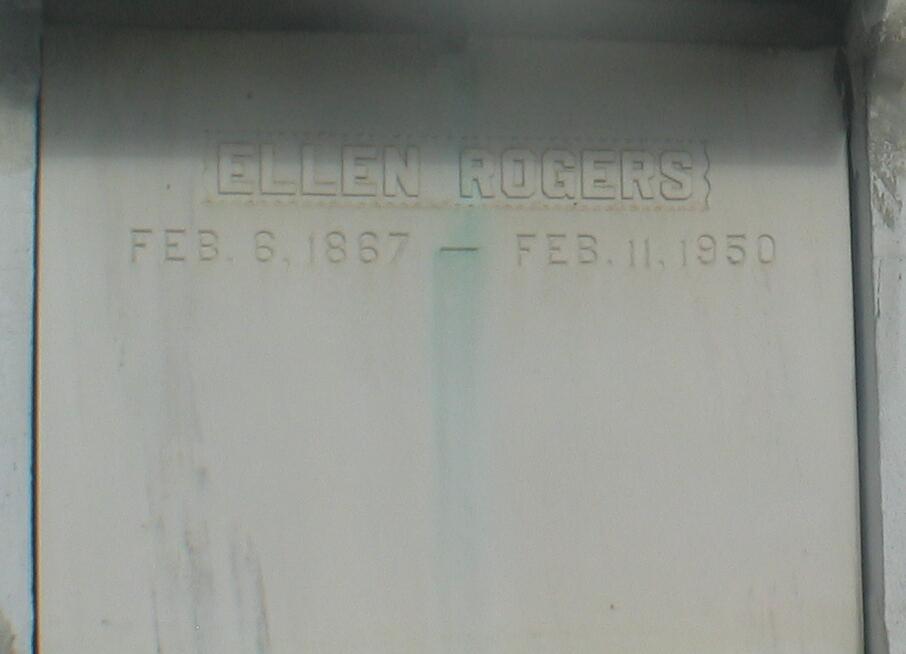 ELLEN ROGERS
FEB. 6, 1867 — FEB. 11, 1950